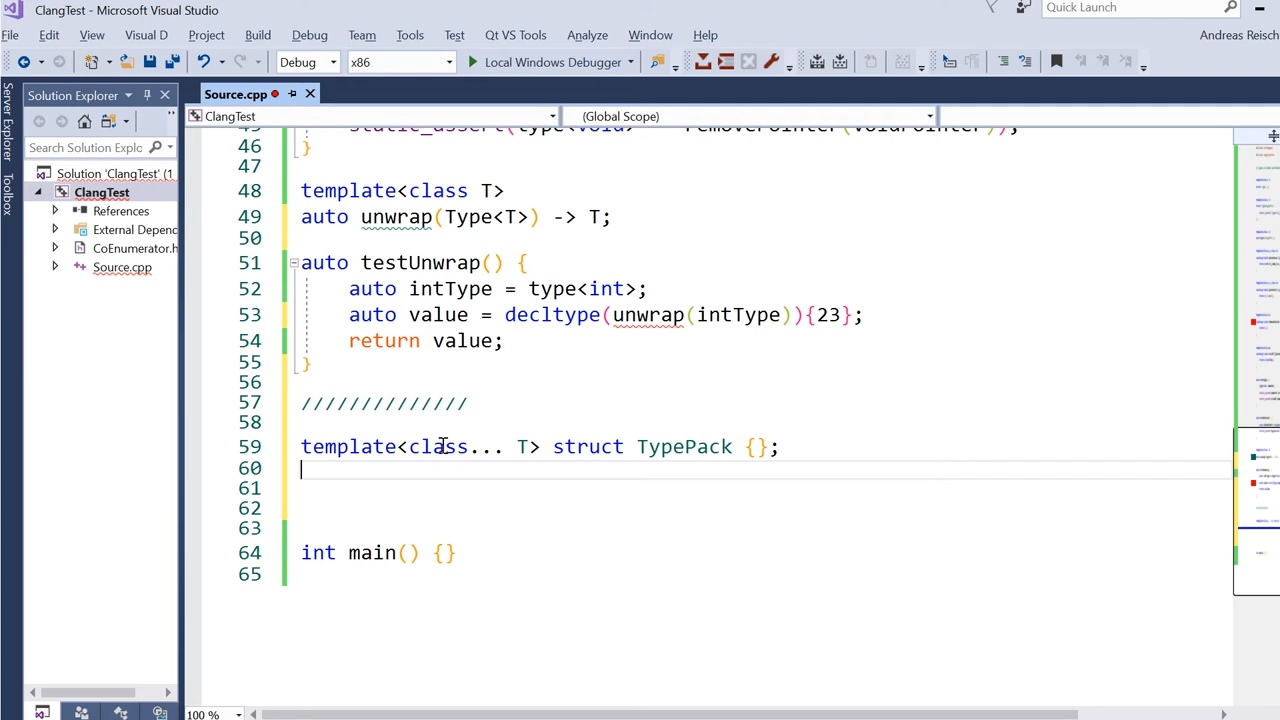 ClangTest - Microsoft Visual Studio
Quick Launch
File Edit View Visual D Project Build Debug Team Tools Test Qt VS Tools Analyze Window Help
Andreas Reisch
Debug x86 Local Windows Debugger
Server Explorer
Toolbox
Solution Explorer
Search Solution Explo
Solution 'ClangTest' (1
ClangTest
References
External Depenc
CoEnumerator.h
Source.cpp
Source.cpp
ClangTest
(Global Scope)
46 }
47
48 template<class T>
49 auto unwrap(Type<T>) -> T;
50
51 auto testUnwrap() {
52 auto intType = type<int>;
53 auto value = decltype(unwrap(intType)){23};
54 return value;
55 }
56
57 //////////////
58
59 template<class... T> struct TypePack {};
60
61
62
63
64 int main() {}
65
100 %